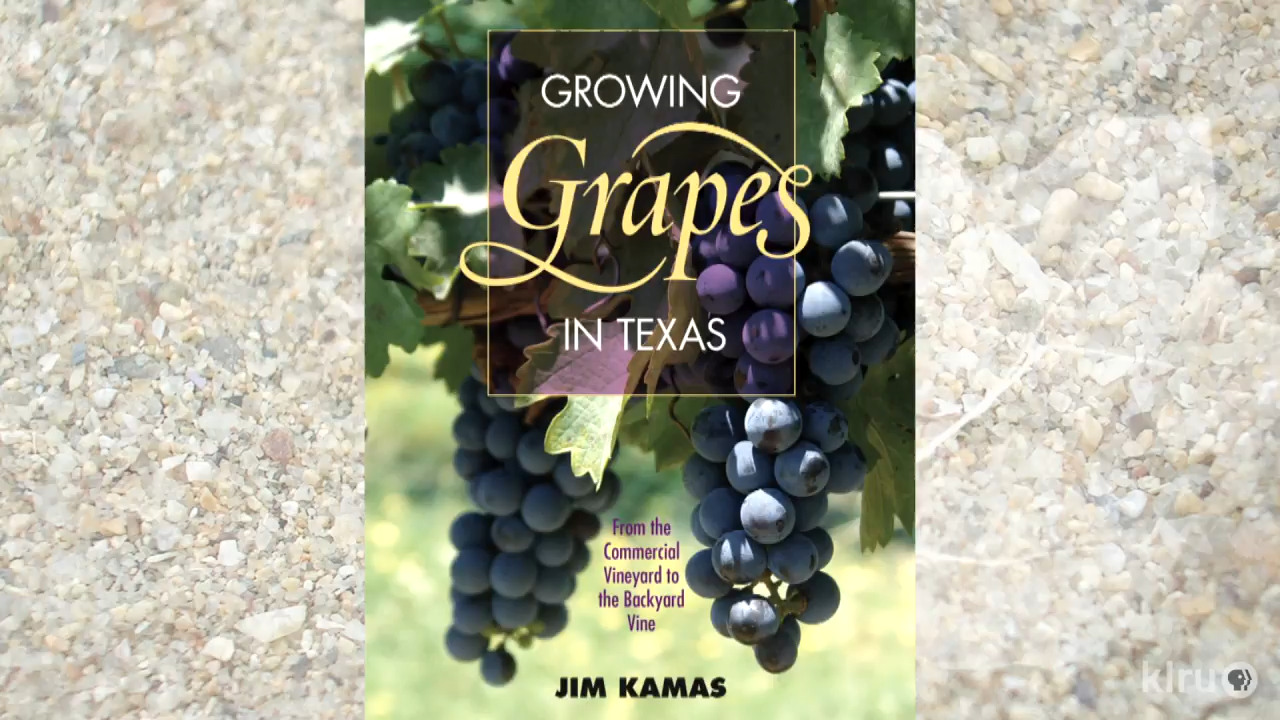 GROWING
Grapes
IN TEXAS
From the
Commercial
Vineyard to
the Backyard
Vine
JIM KAMAS
klru